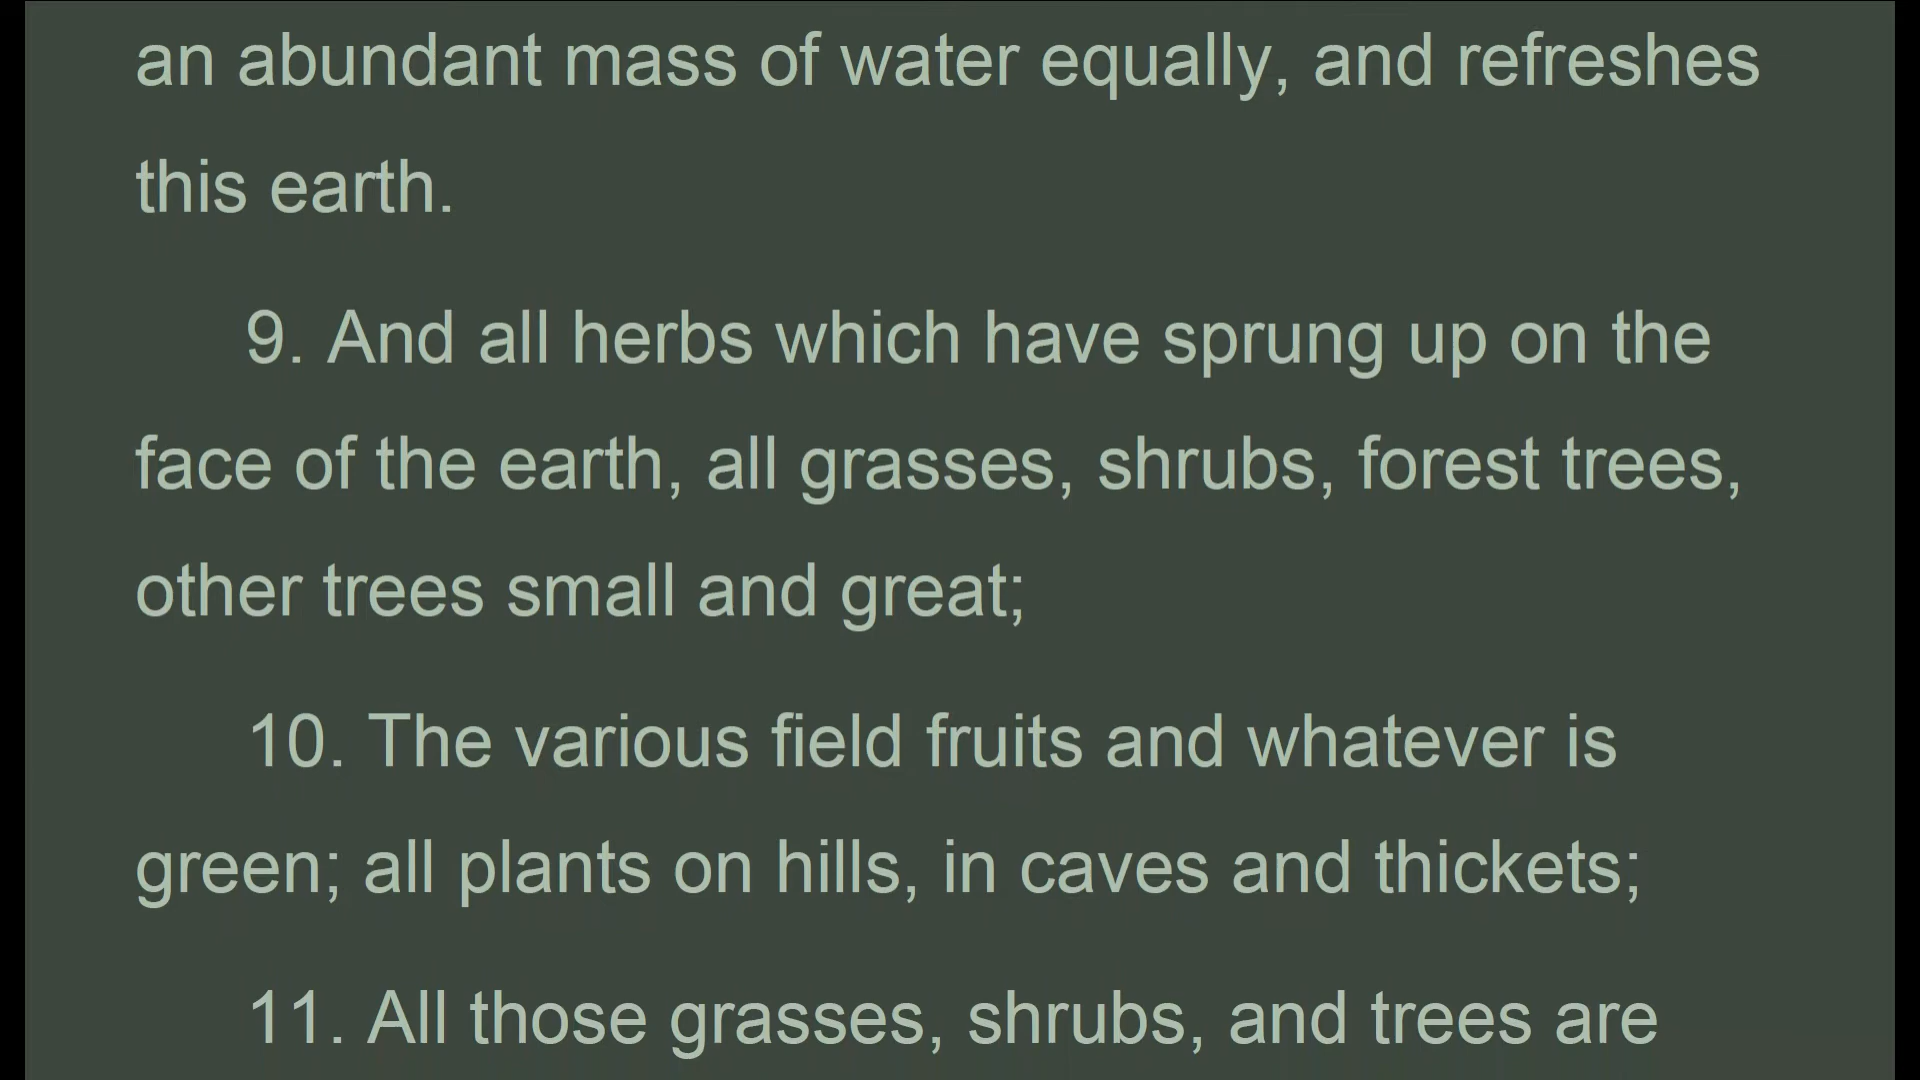 an abundant mass of water equally, and refreshes
this earth.
9. And all herbs which have sprung up on the
face of the earth, all grasses, shrubs, forest trees,
other trees small and great;
10. The various field fruits and whatever is
green; all plants on hills, in caves and thickets;
11. All those grasses, shrubs, and trees are